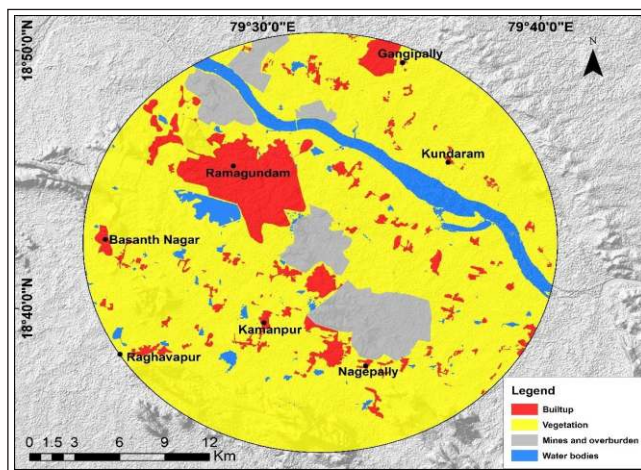 79°30'0"E
79°40'0"E
18°50'0"N
N
Gangipally
Kundaram
Ramagundam
Basanth Nagar
18°40'0"N
Kamanpur
Raghavapur
Nagepally
Legend
Builtup
Vegetation
Mines and overburden
Water bodies
0 1.5 3 6 9 12
Km